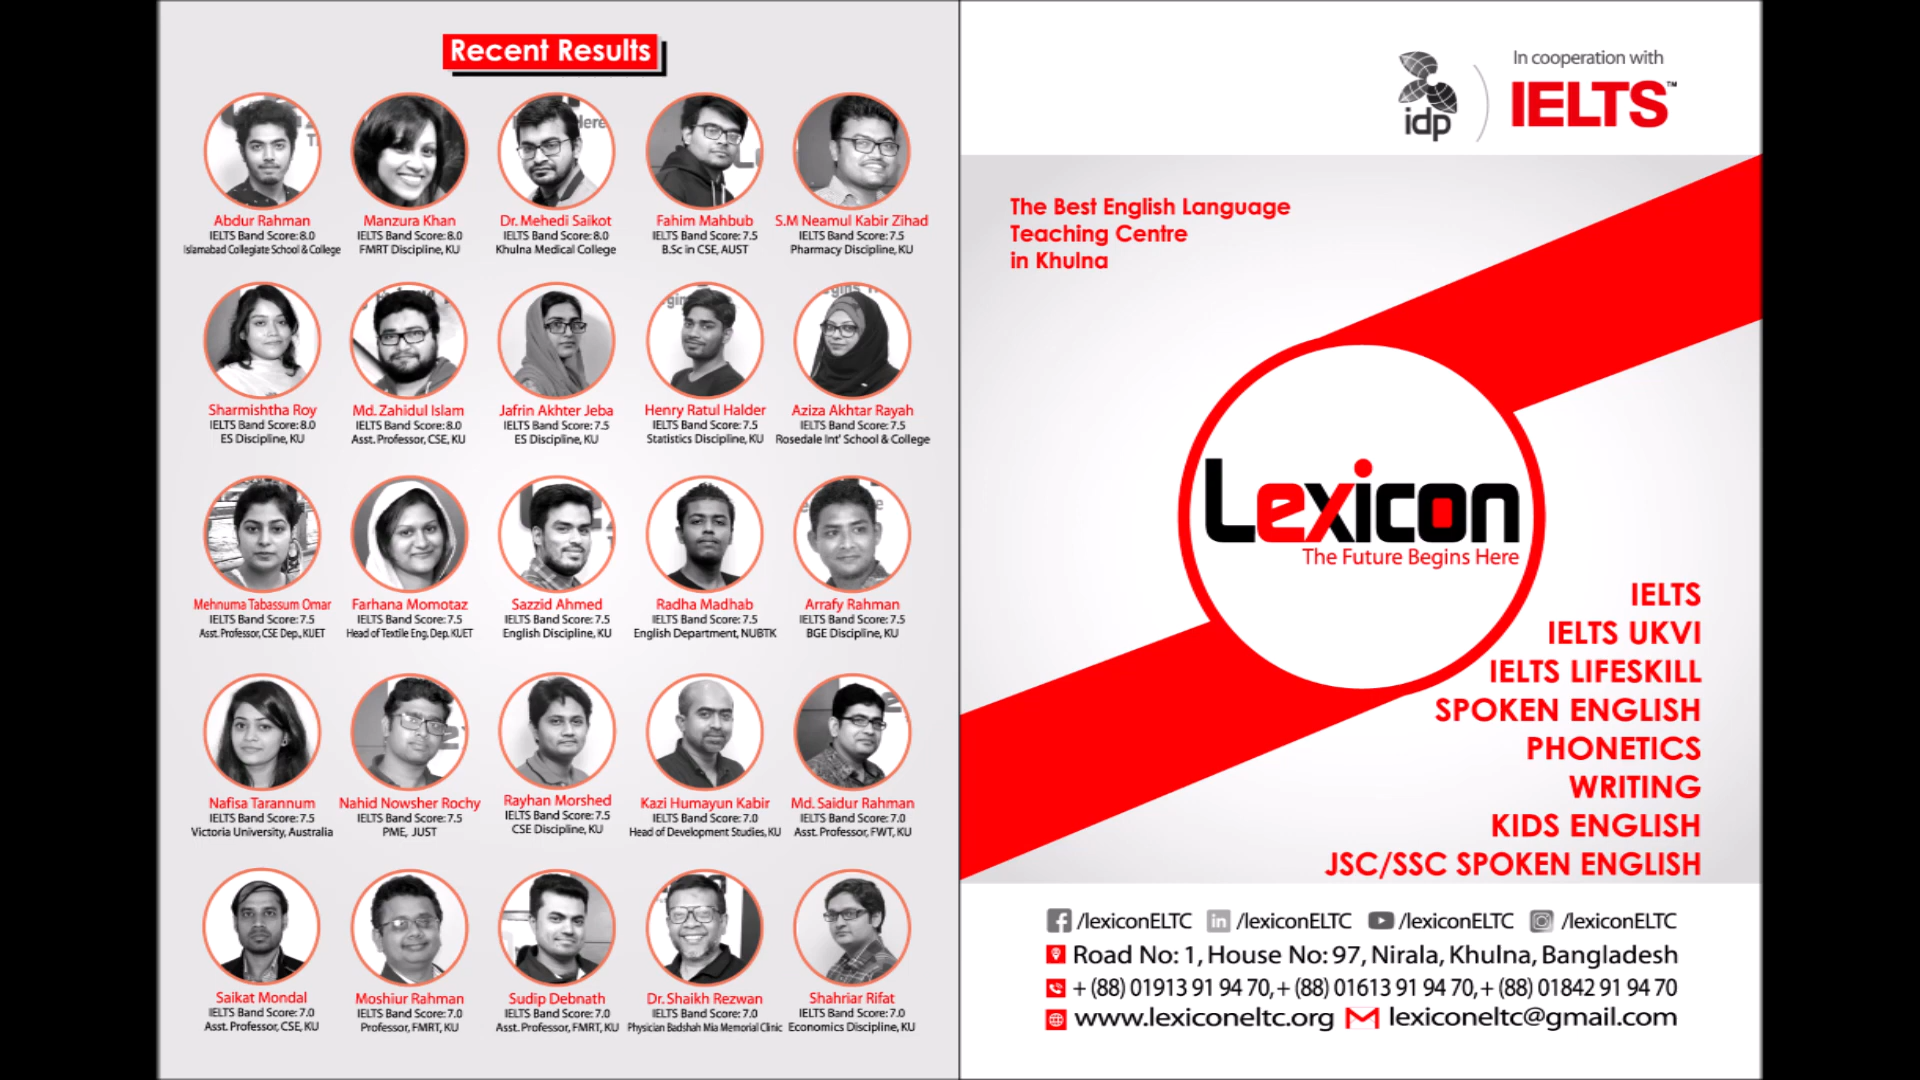 Recent Results
Abdur Rahman
IELTS Band Score: 8.0
Islamabad Collegiate School & College
Manzura Khan
IELTS Band Score: 8.0
FMRT Discipline, KU
Dr. Mehedi Saikot
IELTS Band Score: 8.0
Khulna Medical College
Fahim Mahbub
IELTS Band Score: 7.5
B.Sc in CSE, AUST
S.M Neamul Kabir Zihad
IELTS Band Score: 7.5
Pharmacy Discipline, KU
Sharmishtha Roy
IELTS Band Score: 8.0
ES Discipline, KU
Md. Zahidul Islam
IELTS Band Score: 8.0
Asst. Professor, CSE, KU
Jafrin Akhter Jeba
IELTS Band Score: 7.5
ES Discipline, KU
Henry Ratul Halder
IELTS Band Score: 7.5
Statistics Discipline, KU
Aziza Akhtar Rayah
IELTS Band Score: 7.5
Rosedale Int' School & College
Mehnuma Tabassum Omar
IELTS Band Score: 7.5
Asst. Professor, CSE Dep., KUET
Farhana Momotaz
IELTS Band Score: 7.5
Head of Textile Eng. Dep. KUET
Sazzid Ahmed
IELTS Band Score: 7.5
English Discipline, KU
Radha Madhab
IELTS Band Score: 7.5
English Department, NUBTK
Arrafy Rahman
IELTS Band Score: 7.5
BGE Discipline, KU
Nafisa Tarannum
IELTS Band Score: 7.5
Victoria University, Australia
Nahid Nowsher Rochy
IELTS Band Score: 7.5
PME, JUST
Rayhan Morshed
IELTS Band Score: 7.5
CSE Discipline, KU
Kazi Humayun Kabir
IELTS Band Score: 7.0
Head of Development Studies, KU
Md. Saidur Rahman
IELTS Band Score: 7.0
Asst. Professor, FWT, KU
Saikat Mondal
IELTS Band Score: 7.0
Asst. Professor, CSE, KU
Moshiur Rahman
IELTS Band Score: 7.0
Professor, FMRT, KU
Sudip Debnath
IELTS Band Score: 7.0
Asst. Professor, FMRT, KU
Dr. Shaikh Rezwan
IELTS Band Score: 7.0
Physician Badshah Mia Memorial Clinic
Shahriar Rifat
IELTS Band Score: 7.0
Economics Discipline, KU
idp
In cooperation with
IELTS™
The Best English Language
Teaching Centre
in Khulna
Lexicon
The Future Begins Here
IELTS
IELTS UKVI
IELTS LIFESKILL
SPOKEN ENGLISH
PHONETICS
WRITING
KIDS ENGLISH
JSC/SSC SPOKEN ENGLISH
/lexiconELTC in /lexiconELTC /lexiconELTC /lexiconELTC
Road No: 1, House No: 97, Nirala, Khulna, Bangladesh
+ (88) 01913 91 94 70, + (88) 01613 91 94 70, + (88) 01842 91 94 70
www.lexiconeltc.org lexiconeltc@gmail.com